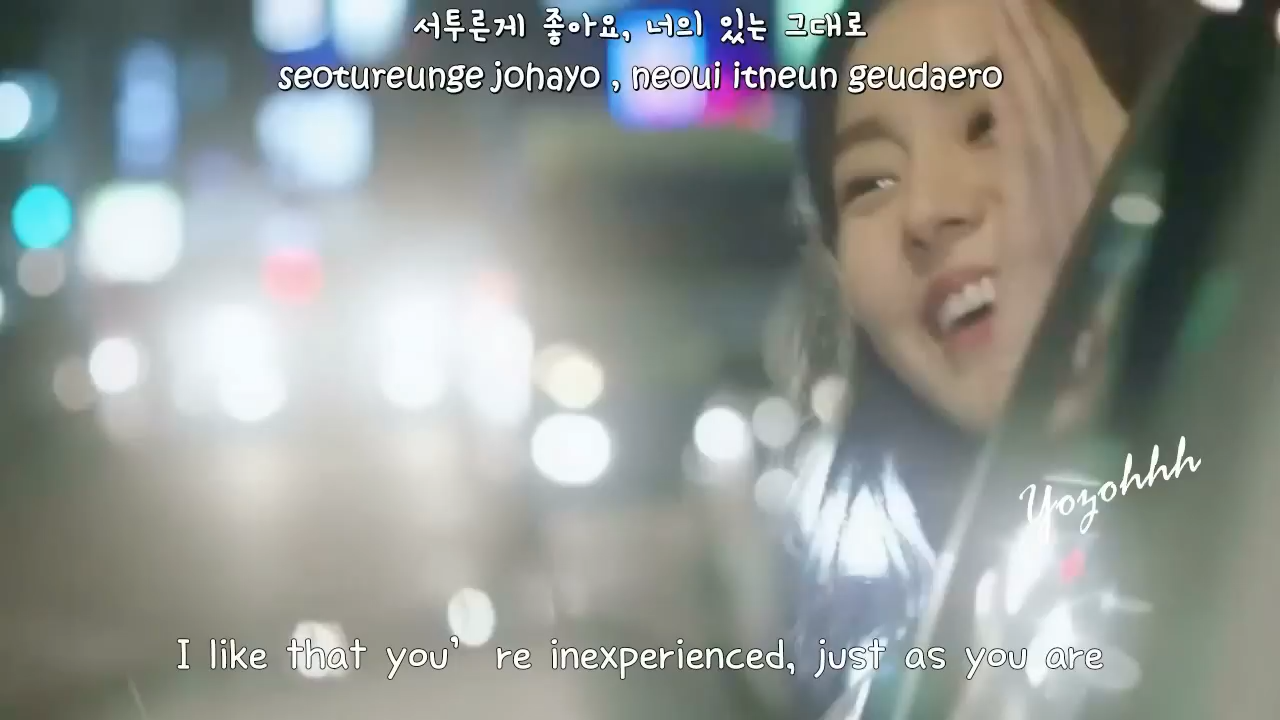 서투른게 좋아요, 너의 있는 그대로
seotureunge johayo , neoui itneun geudaero
Yozohhh
I like that you're inexperienced, just as you are